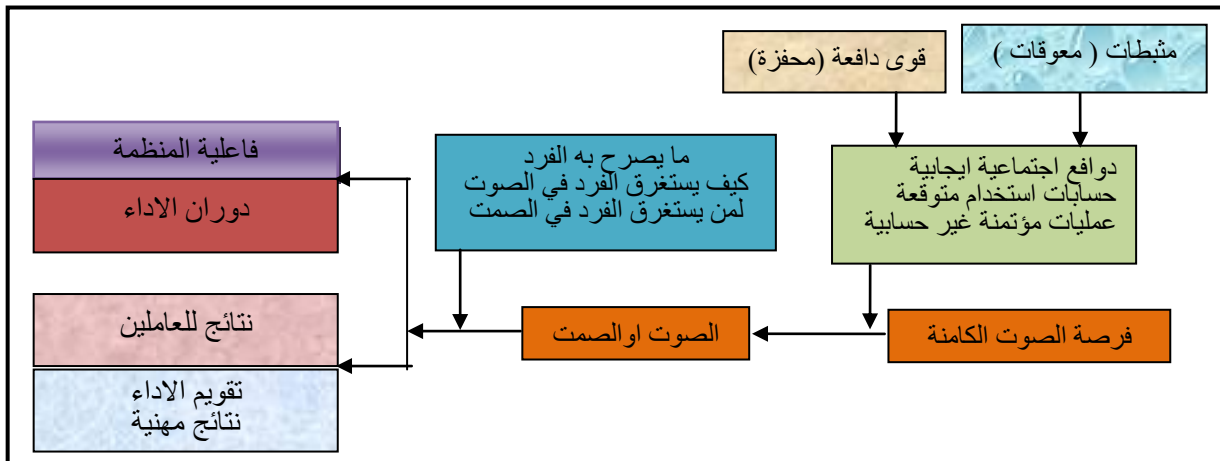 مثبطات ( معوقات )
قوى دافعة (محفزة)
دوافع اجتماعية ايجابية
حسابات استخدام متوقعة
عمليات مؤتمنة غير حسابية
ما يصرح به الفرد
كيف يستغرق الفرد في الصوت
لمن يستغرق الفرد في الصمت
فاعلية المنظمة
دوران الاداء
فرصة الصوت الكامنة
الصوت اوالصمت
نتائج للعاملين
تقويم الاداء
نتائج مهنية